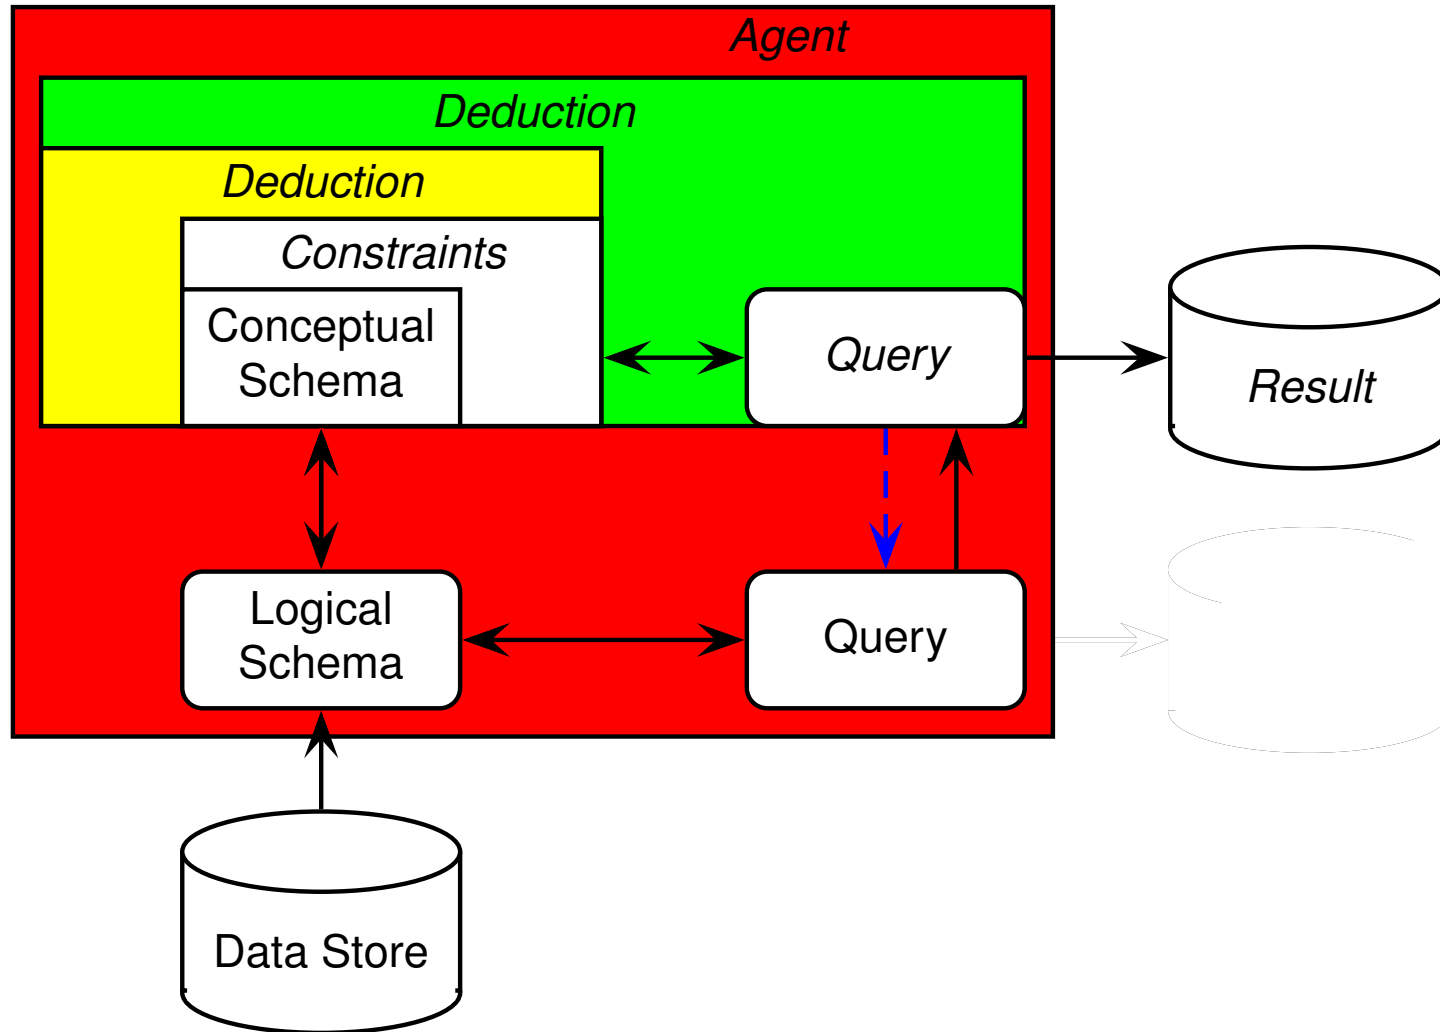 Agent
Deduction
Deduction
Constraints
Conceptual
Schema
Query
Result
Logical
Schema
Query
Data Store